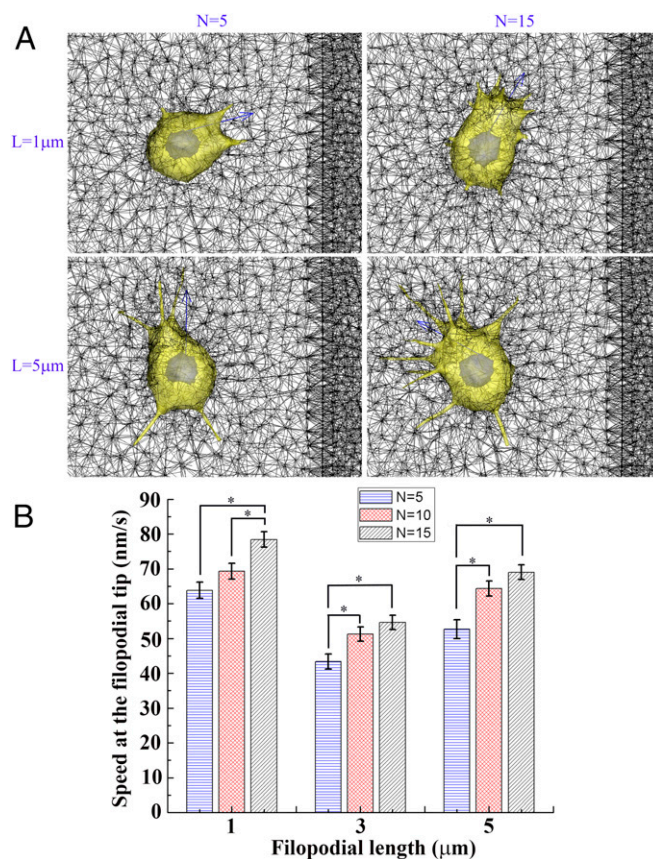 N=5 N=15
A
L=1μm
L=5μm
B
Speed at the filopodial tip (nm/s)
90
80
70
60
50
40
30
20
10
0
N=5
N=10
N=15
* *
* *
* *
1 3 5
Filopodial length (μm)